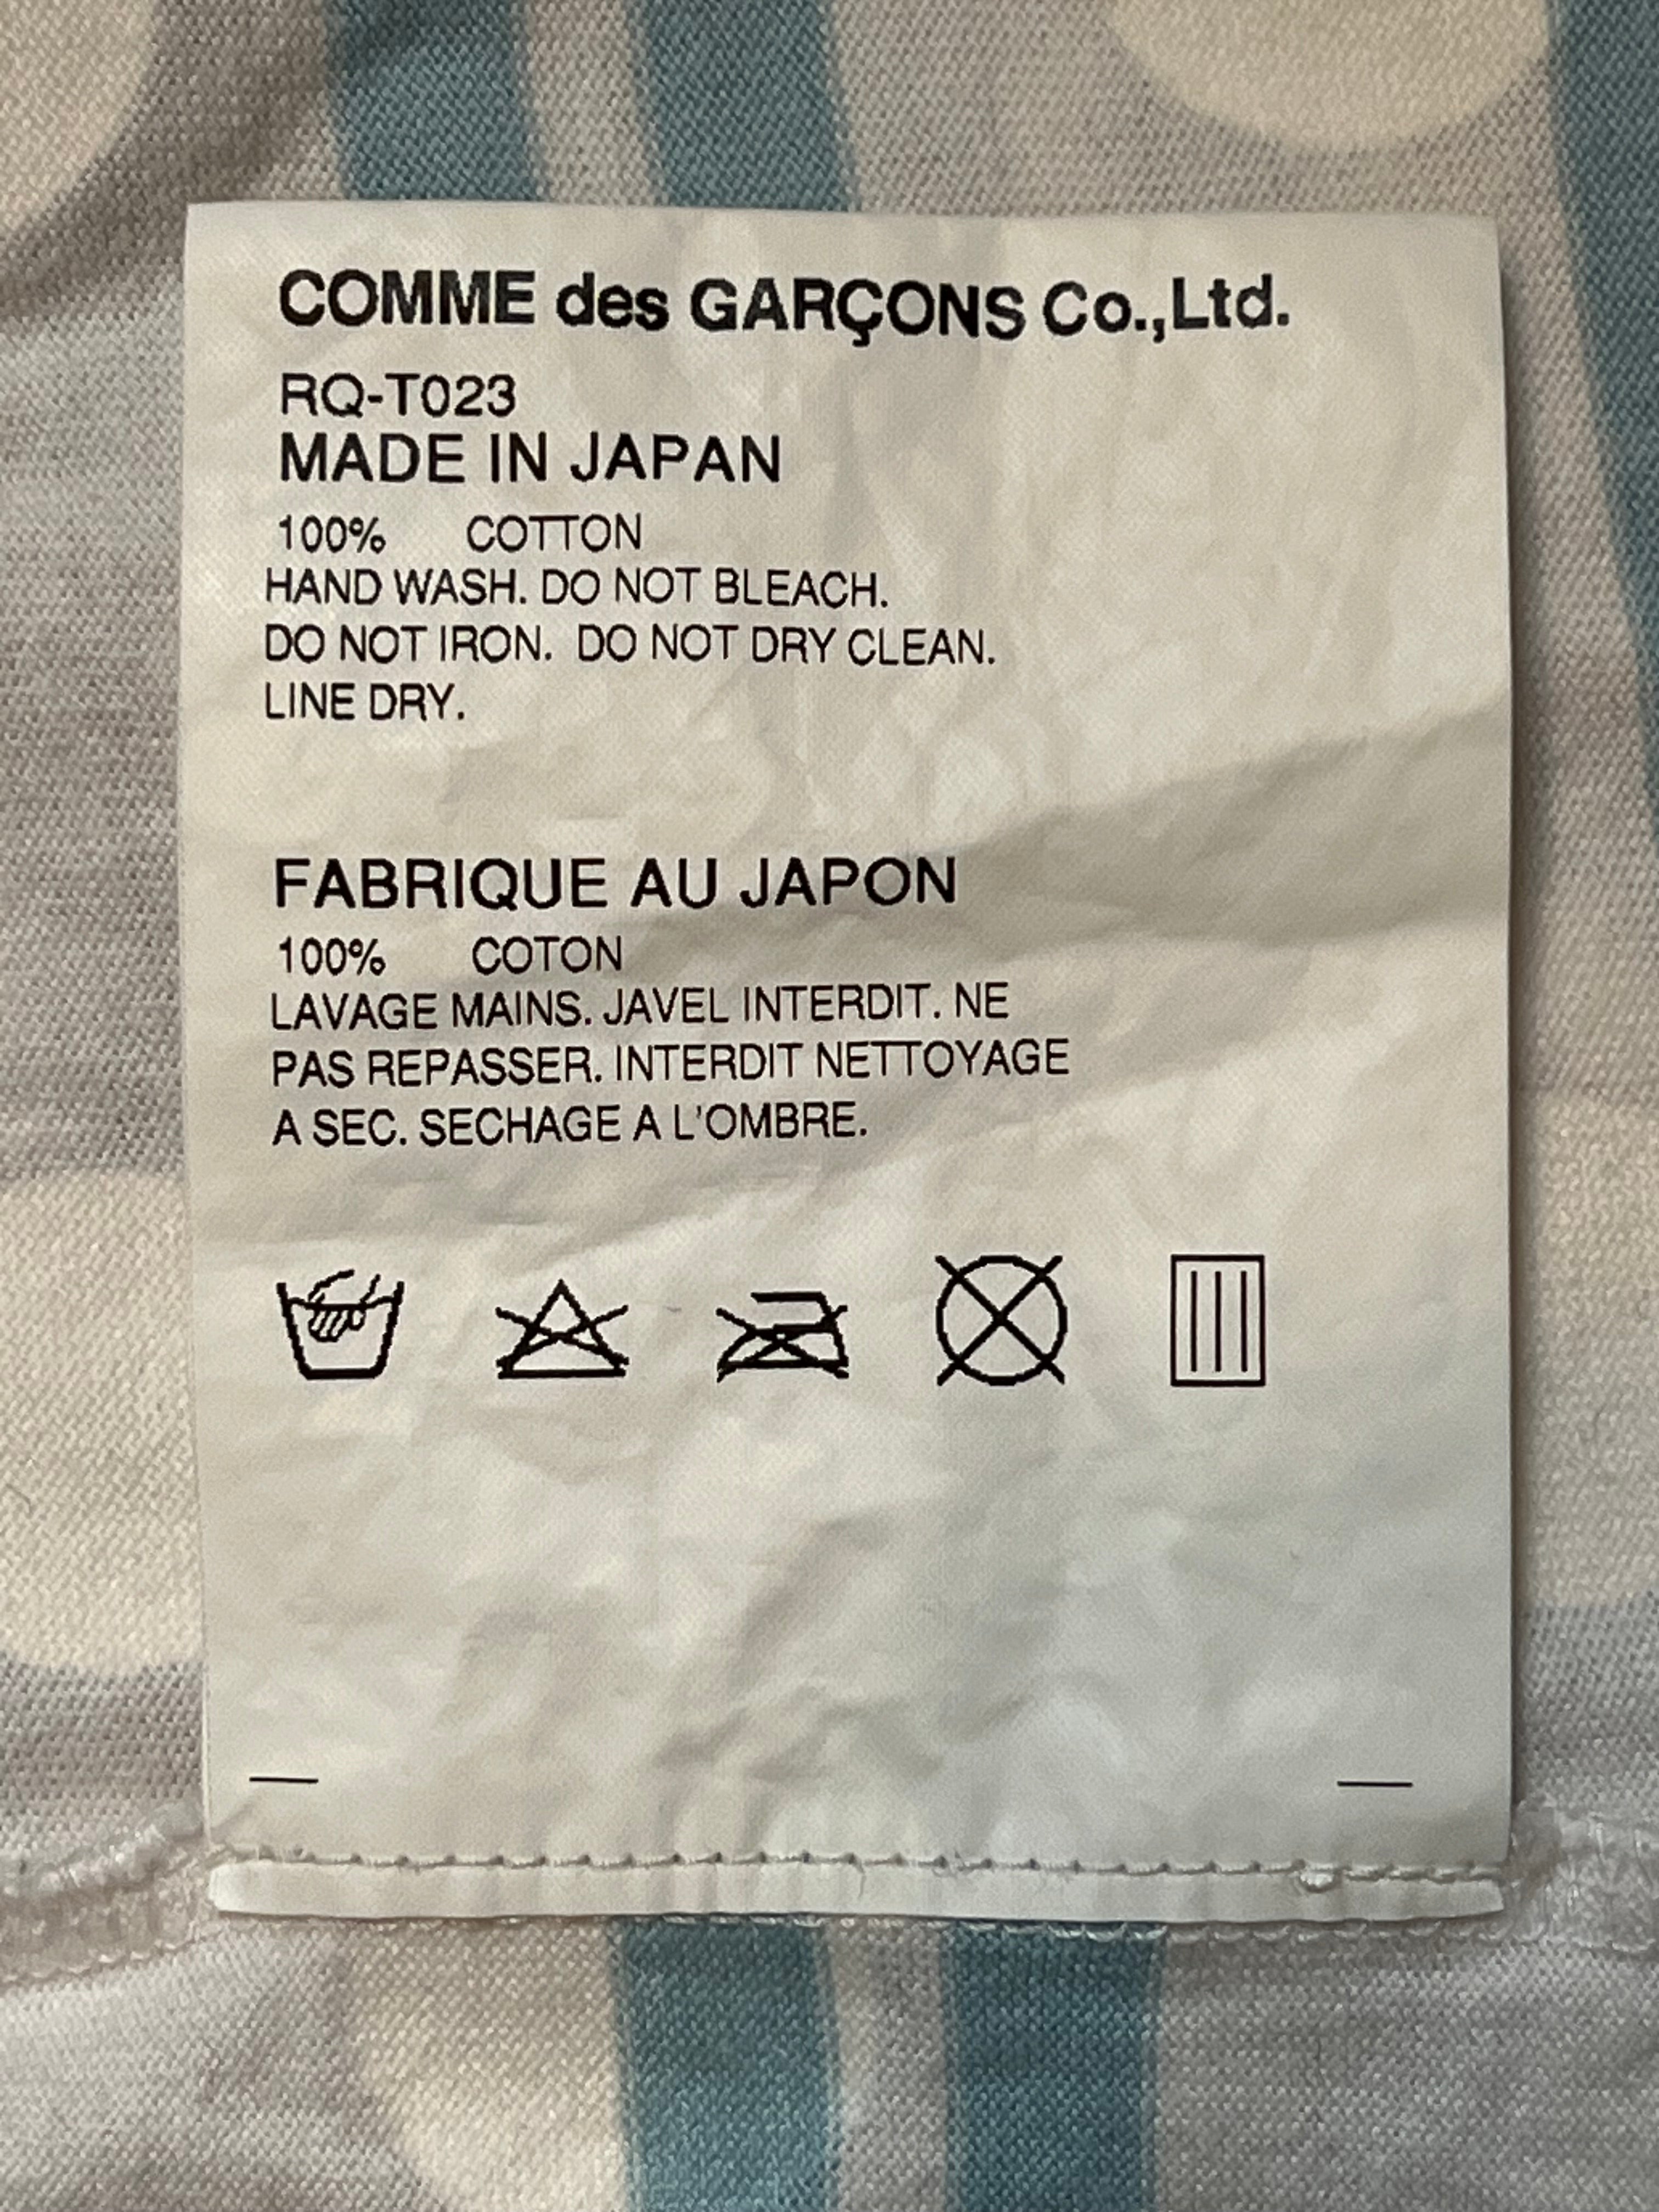 COMME des GARÇONS Co.,Ltd.
RQ-T023
MADE IN JAPAN
100% COTTON
HAND WASH. DO NOT BLEACH.
DO NOT IRON. DO NOT DRY CLEAN.
LINE DRY.
FABRIQUE AU JAPON
100% COTON
LAVAGE MAINS. JAVEL INTERDIT. NE
PAS REPASSER. INTERDIT NETTOYAGE
A SEC. SECHAGE A L'OMBRE.